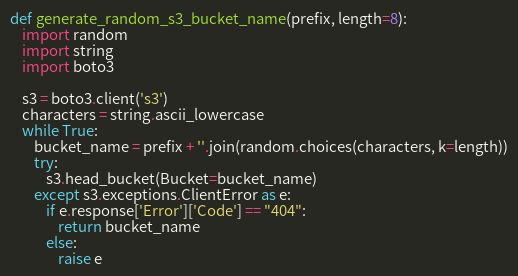 def generate_random_s3_bucket_name(prefix, length=8):
    import random
    import string
    import boto3

    s3 = boto3.client('s3')
    characters = string.ascii_lowercase
    while True:
        bucket_name = prefix + ''.join(random.choices(characters, k=length))
        try:
            s3.head_bucket(Bucket=bucket_name)
        except s3.exceptions.ClientError as e:
            if e.response['Error']['Code'] == "404":
                return bucket_name
            else:
                raise e